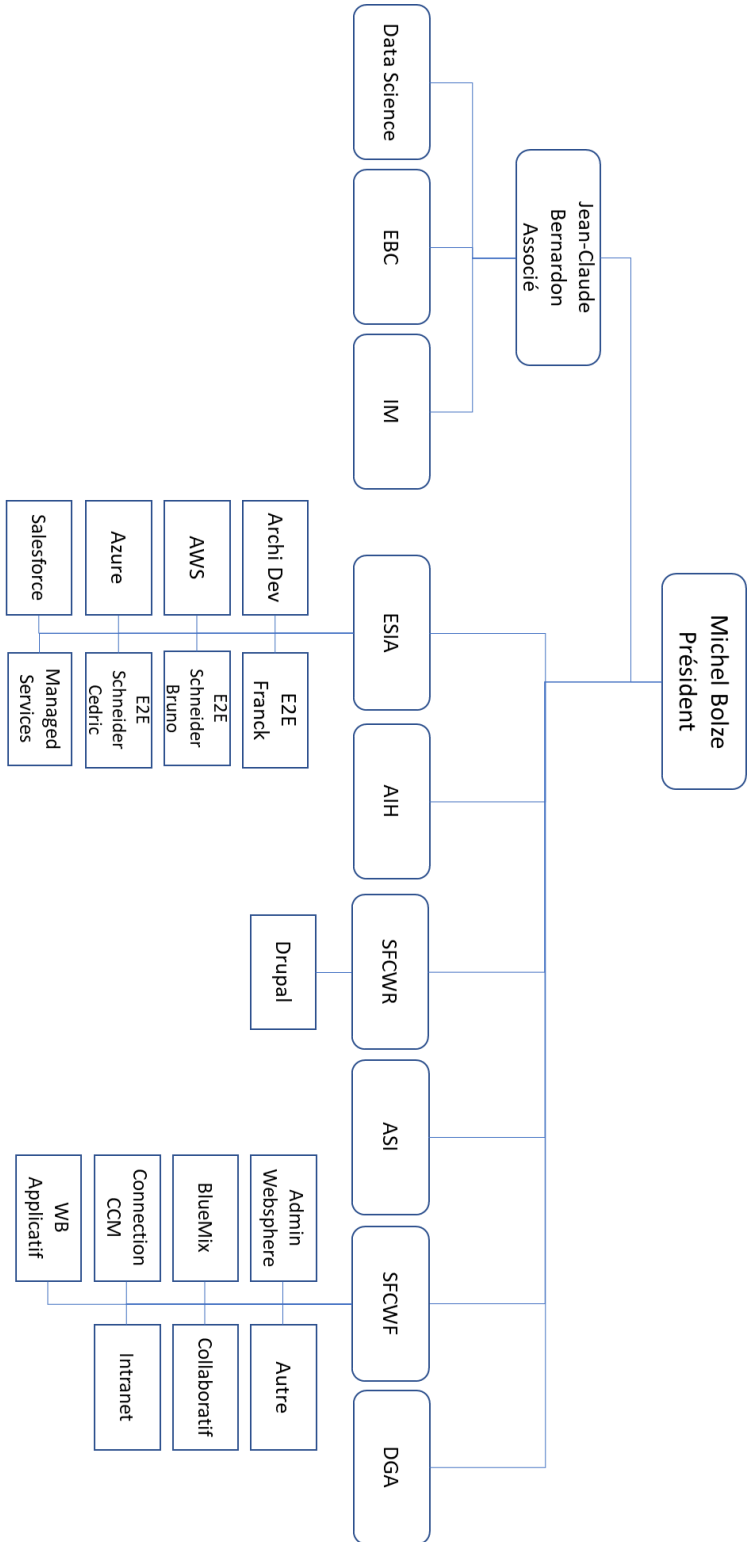 Michel Bolze
Président
Jean-Claude
Bernardon
Associé
Data Science
EBC
IM
ESIA
AIH
SFCWR
ASI
SFCWF
DGA
Archi Dev
E2E
Franck
AWS
E2E
Schneider
Bruno
Azure
E2E
Schneider
Cedric
Salesforce
Managed
Services
Drupal
Admin
Websphere
Autre
BlueMix
Collaboratif
Connection
CCM
Intranet
WB
Applicatif